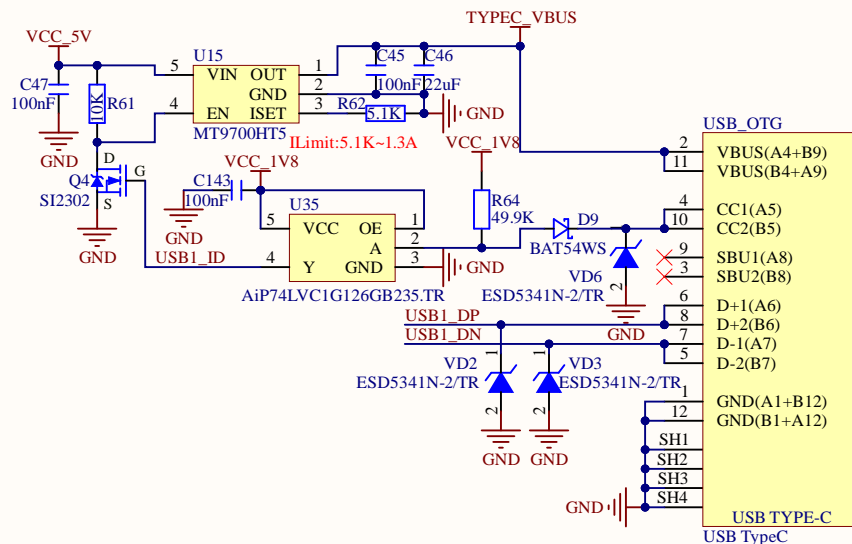 TYPEC_VBUS
VCC_5V
U15
C45
C46
100nF
22uF
5
VIN
OUT
1
GND
2
4
EN
ISET
3
MT9700HT5
C47
100nF
10K
R61
R62
5.1K
GND
GND
ILimit:5.1K~1.3A
D
G
S
Q4
SI2302
GND
VCC_1V8
C143
100nF
GND
U35
5
VCC
OE
1
A
2
4
Y
GND
3
AiP74LVC1G126GB235.TR
USB1_ID
GND
VCC_1V8
R64
49.9K
D9
BAT54WS
VD6
2
ESD5341N-2/TR
GND
USB1_DP
USB1_DN
1
VD2
ESD5341N-2/TR
2
GND
1
VD3
ESD5341N-2/TR
2
GND
USB_OTG
2
VBUS(A4+B9)
11
VBUS(B4+A9)
4
CC1(A5)
10
CC2(B5)
9
SBU1(A8)
3
SBU2(B8)
6
D+1(A6)
8
D+2(B6)
7
D-1(A7)
5
D-2(B7)
1
GND(A1+B12)
12
GND(B1+A12)
SH1
SH2
SH3
SH4
GND
USB TYPE-C
USB TypeC